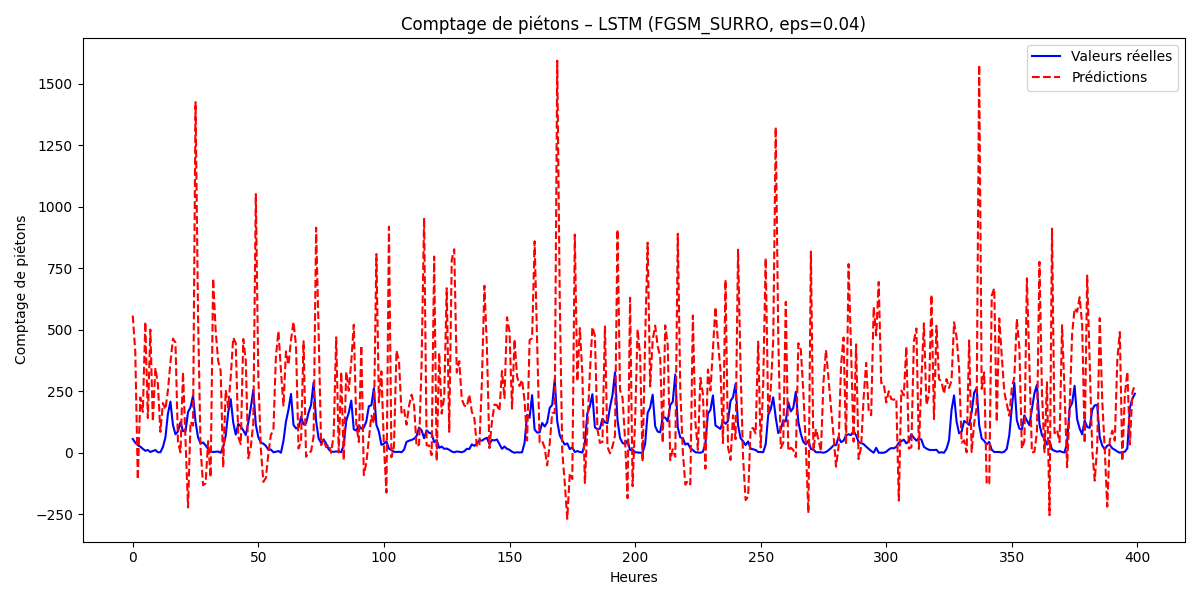 Comptage de piétons – LSTM (FGSM_SURRO, eps=0.04)
Valeurs réelles
Prédictions
Comptage de piétons
1500
1250
1000
750
500
250
0
−250
0 50 100 150 200 250 300 350 400
Heures